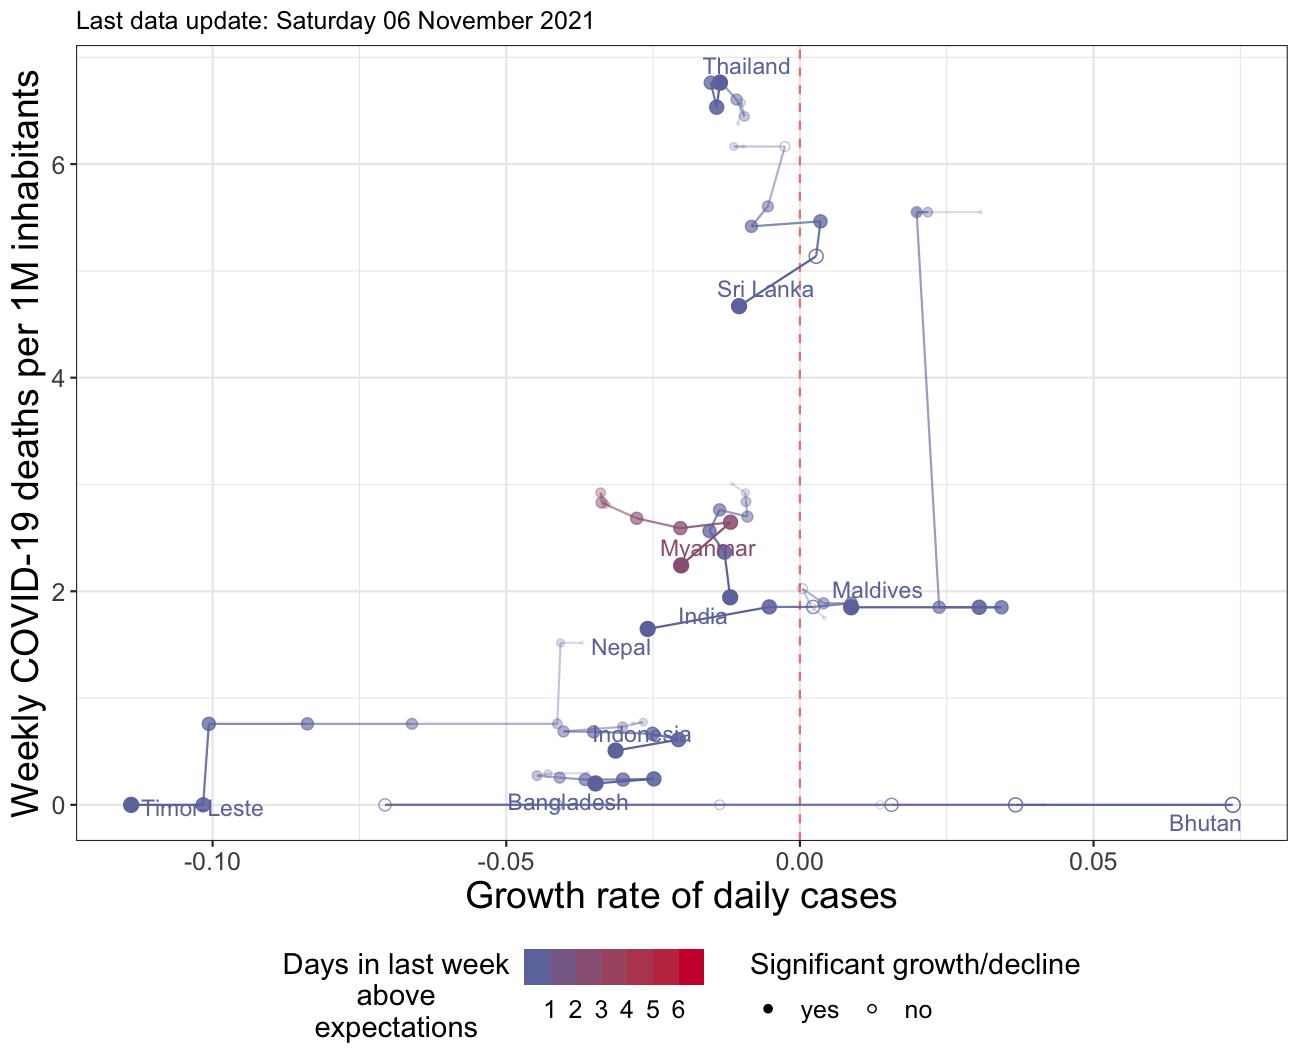 Last data update: Saturday 06 November 2021
Weekly COVID-19 deaths per 1M inhabitants
6
4
2
0
Thailand
Sri Lanka
Myanmar
Maldives
India
Nepal
Indonesia
Bangladesh
Timor-Leste
Bhutan
-0.10
-0.05
0.00
0.05
Growth rate of daily cases
Days in last week
above
expectations
1 2 3 4 5 6
Significant growth/decline
yes no